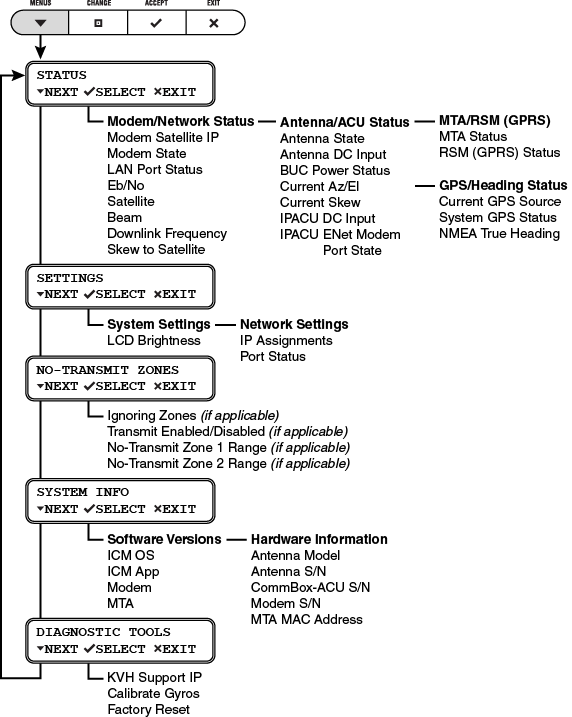 MENUS CHANGE ACCEPT EXIT
STATUS
▼NEXT ✓SELECT ×EXIT
Modem/Network Status
Modem Satellite IP
Modem State
LAN Port Status
Eb/No
Satellite
Beam
Downlink Frequency
Skew to Satellite
Antenna/ACU Status
Antenna State
Antenna DC Input
BUC Power Status
Current Az/El
Current Skew
IPACU DC Input
IPACU ENet Modem
Port State
MTA/RSM (GPRS)
MTA Status
RSM (GPRS) Status
GPS/Heading Status
Current GPS Source
System GPS Status
NMEA True Heading
SETTINGS
▼NEXT ✓SELECT ×EXIT
System Settings
LCD Brightness
Network Settings
IP Assignments
Port Status
NO-TRANSMIT ZONES
▼NEXT ✓SELECT ×EXIT
Ignoring Zones (if applicable)
Transmit Enabled/Disabled (if applicable)
No-Transmit Zone 1 Range (if applicable)
No-Transmit Zone 2 Range (if applicable)
SYSTEM INFO
▼NEXT ✓SELECT ×EXIT
Software Versions
ICM OS
ICM App
Modem
MTA
Hardware Information
Antenna Model
Antenna S/N
CommBox-ACU S/N
Modem S/N
MTA MAC Address
DIAGNOSTIC TOOLS
▼NEXT ✓SELECT ×EXIT
KVH Support IP
Calibrate Gyros
Factory Reset